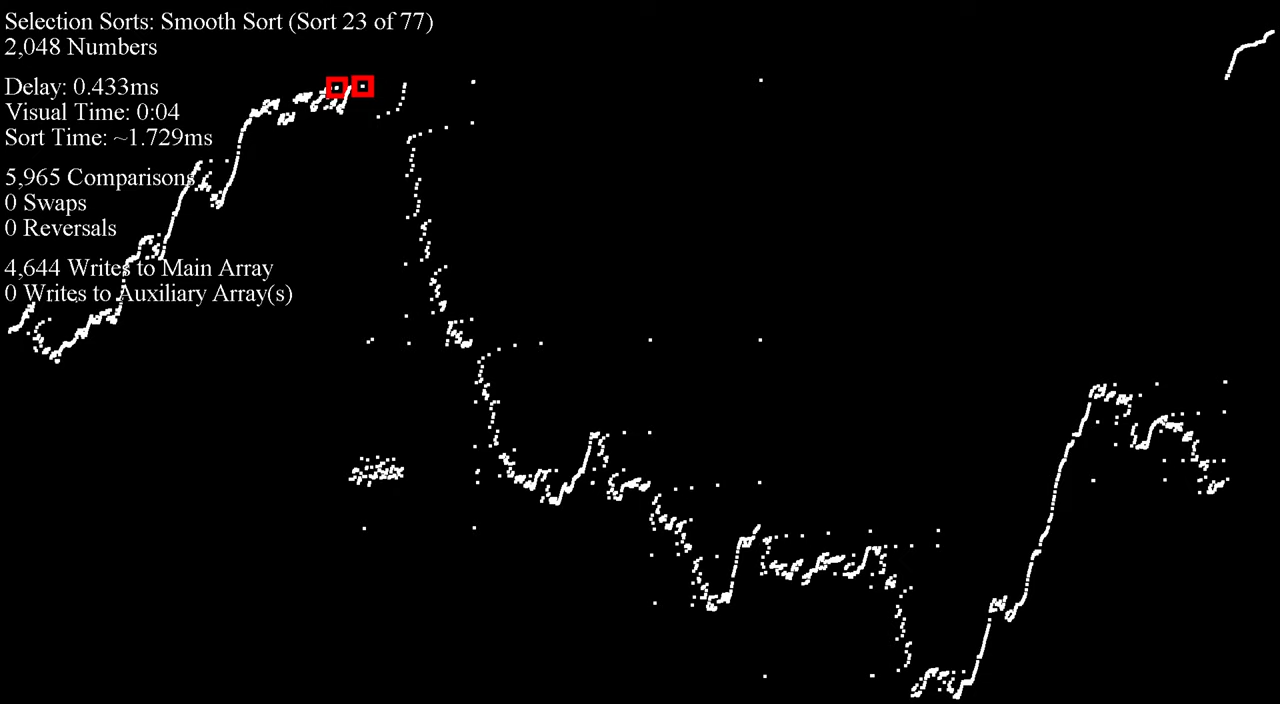 Selection Sorts: Smooth Sort (Sort 23 of 77)
2,048 Numbers
Delay: 0.433ms
Visual Time: 0:04
Sort Time: ~1.729ms
5,965 Comparisons
0 Swaps
0 Reversals
4,644 Writes to Main Array
0 Writes to Auxiliary Array(s)